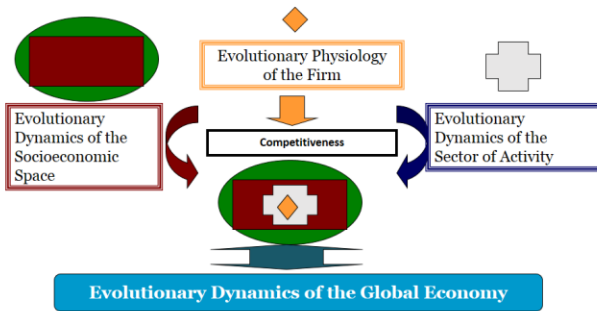 Evolutionary Physiology
of the Firm
Evolutionary
Dynamics of the
Socioeconomic
Space
Competitiveness
Evolutionary
Dynamics of the
Sector of Activity
Evolutionary Dynamics of the Global Economy